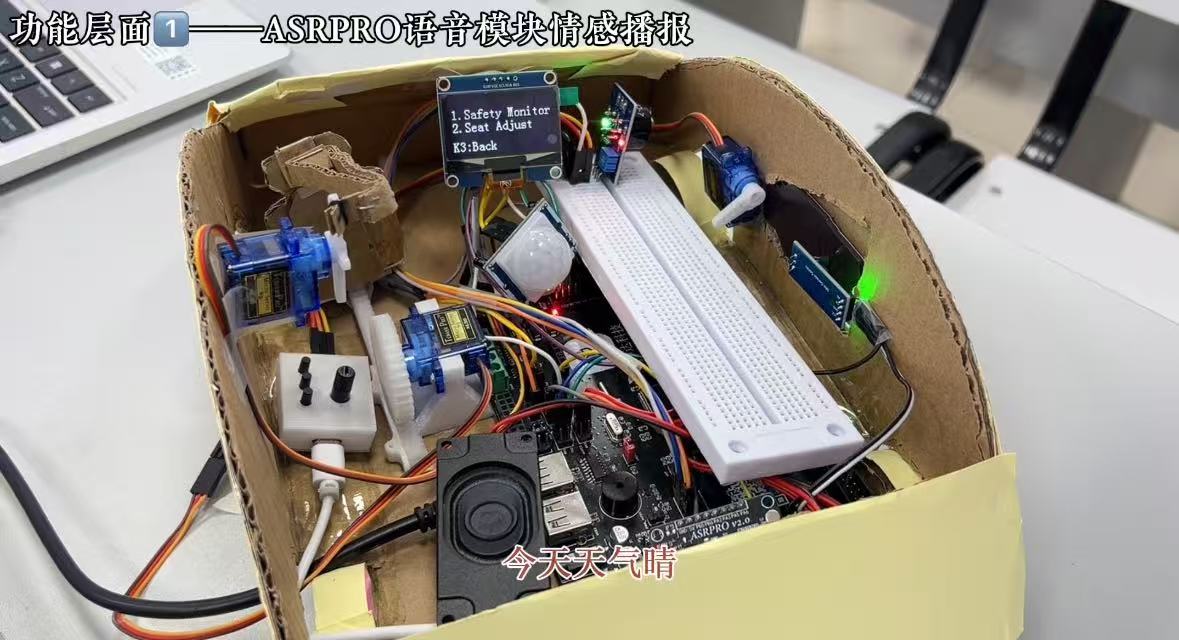 功能层面1️⃣——ASRPRO语音模块情感播报
1.Safety Monitor
2.Seat Adjust
K3:Back
ASRPRO V2.0
今天天气晴